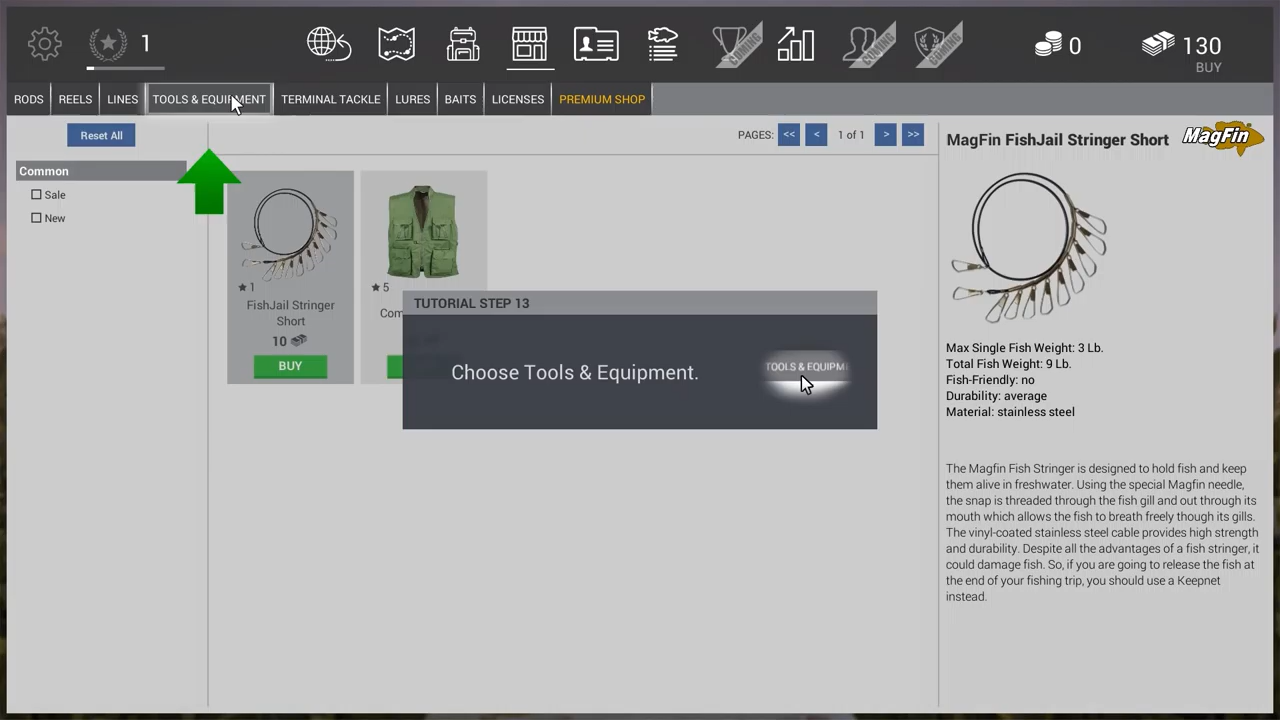 1
COMING
COMING
COMING
0
130
BUY
RODS
REELS
LINES
TOOLS & EQUIPMENT
TERMINAL TACKLE
LURES
BAITS
LICENSES
PREMIUM SHOP
Reset All
PAGES: << < 1 of 1 > >>
Common
Sale
New
1
FishJail Stringer
Short
10
BUY
5
Com
TUTORIAL STEP 13
Choose Tools & Equipment.
TOOLS & EQUIPM
MagFin FishJail Stringer Short
MagFin
Max Single Fish Weight: 3 Lb.
Total Fish Weight: 9 Lb.
Fish-Friendly: no
Durability: average
Material: stainless steel
The Magfin Fish Stringer is designed to hold fish and keep
them alive in freshwater. Using the special Magfin needle,
the snap is threaded through the fish gill and out through its
mouth which allows the fish to breath freely though its gills.
The vinyl-coated stainless steel cable provides high strength
and durability. Despite all the advantages of a fish stringer, it
could damage fish. So, if you are going to release the fish at
the end of your fishing trip, you should use a Keepnet
instead.